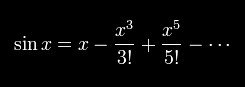 sin x = x − x³/3! + x⁵/5! − ⋯